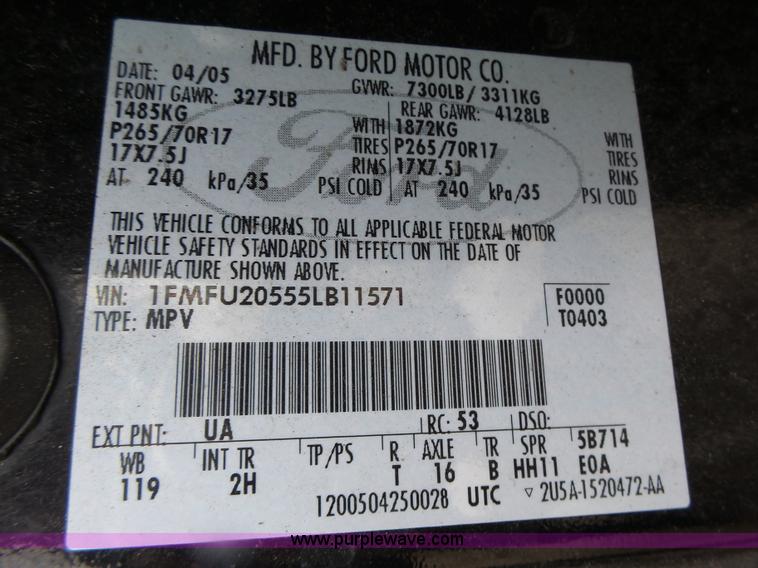 MFD. BY FORD MOTOR CO.
DATE: 04/05 GVWR: 7300LB/ 3311KG
FRONT GAWR: 3275LB REAR GAWR: 4128LB
1485KG WITH 1872KG WITH
P265/70R17 TIRES P265/70R17 TIRES
17X7.5J RIMS 17X7.5J RIMS
AT 240 kPa/35 PSI COLD AT 240 kPa/35 PSI COLD
Ford
THIS VEHICLE CONFORMS TO ALL APPLICABLE FEDERAL MOTOR
VEHICLE SAFETY STANDARDS IN EFFECT ON THE DATE OF
MANUFACTURE SHOWN ABOVE.
VIN: 1FMFU20555LB11571 F0000
TYPE: MPV T0403
EXT PNT: UA RC: 53 DSO:
WB INT TR TP/PS R AXLE TR SPR 5B714
119 2H T 16 B HH11 E0A
1200504250028 UTC ▽ 2U5A-1520472-AA
www.purplewave.com